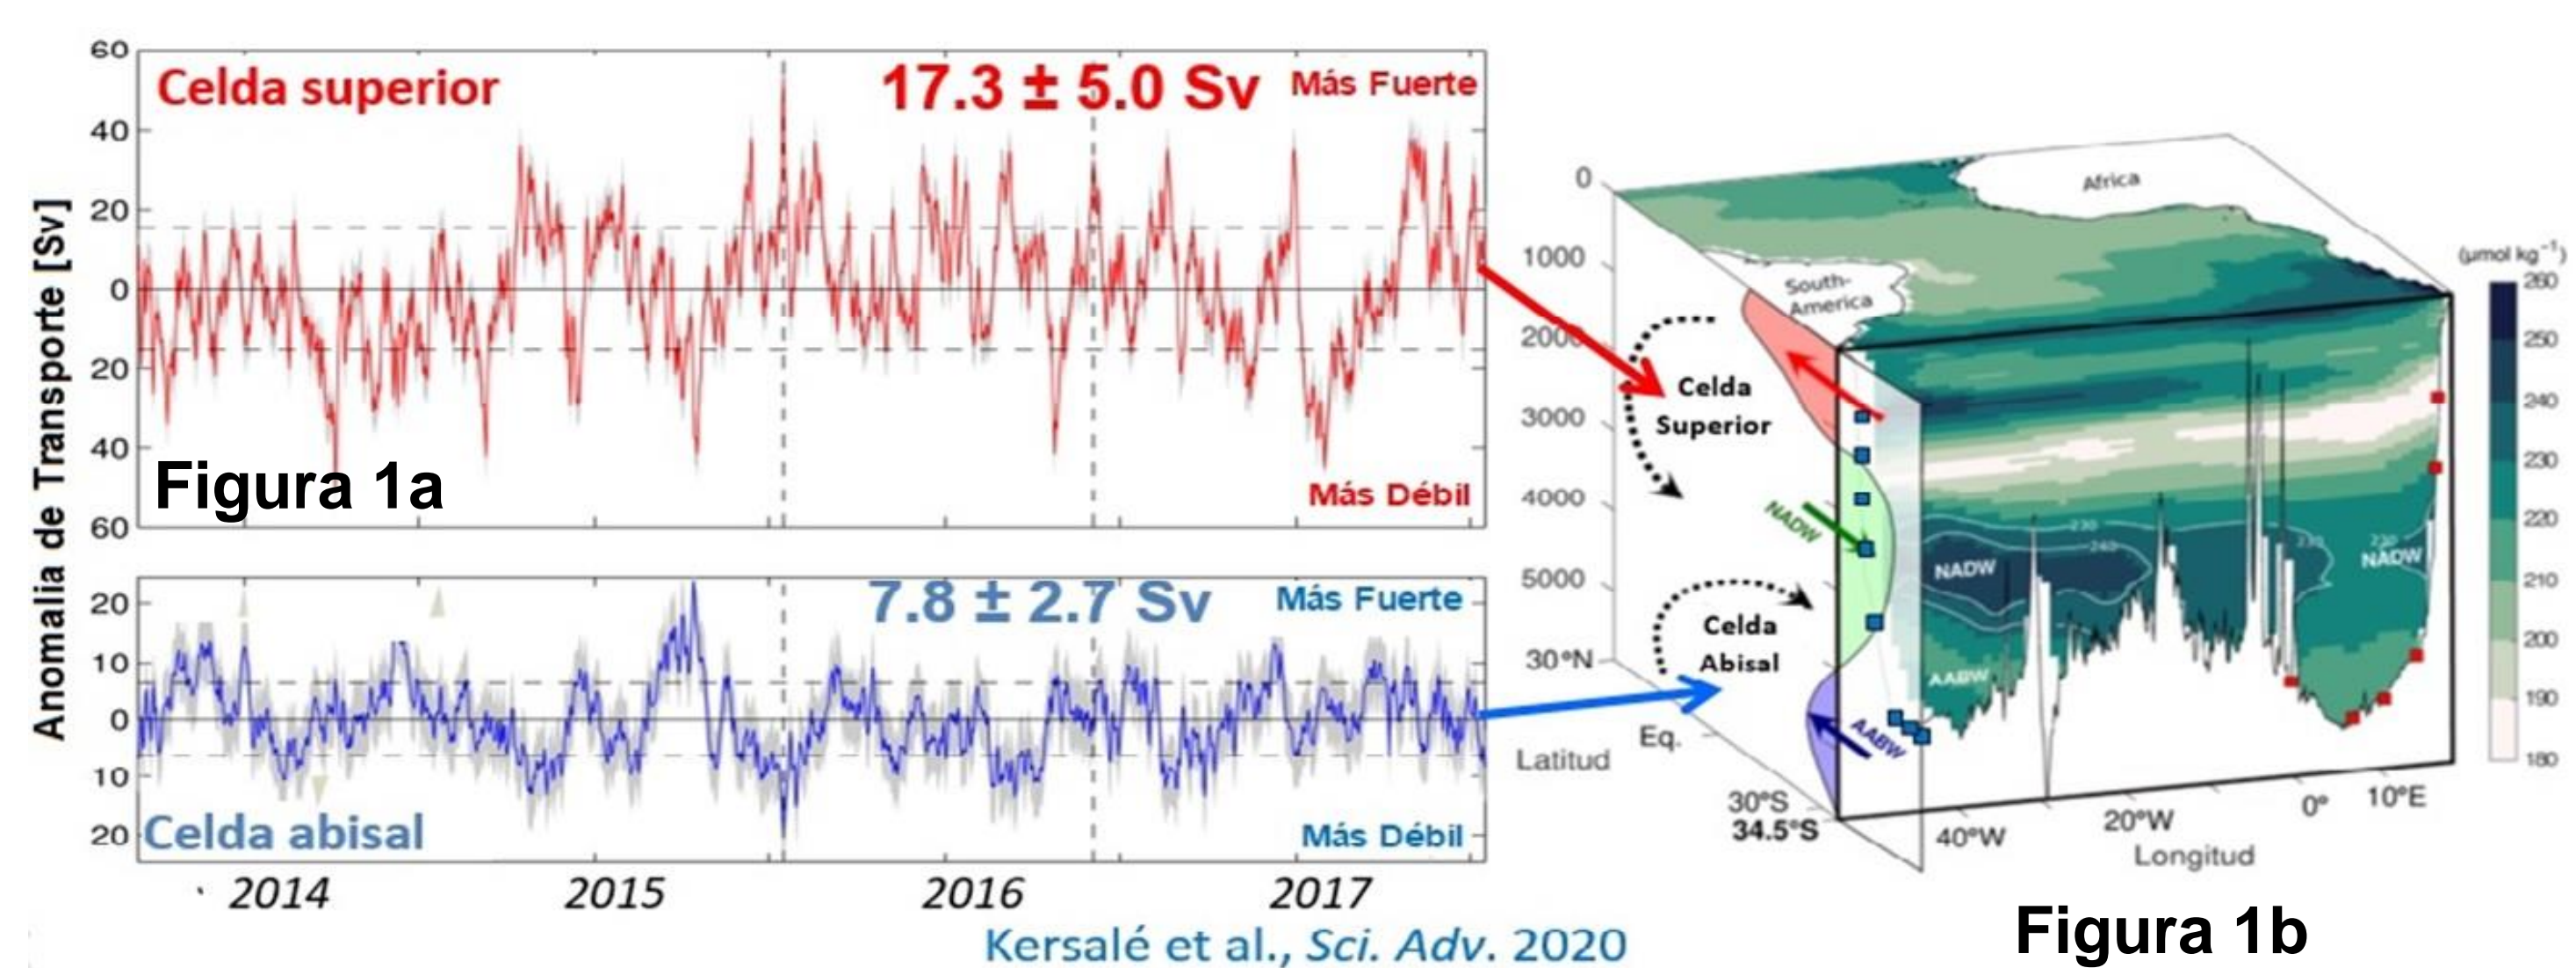 Anomalia de Transporte [Sv]
60
40
20
0
20
40
60
Celda superior
17.3 ± 5.0 Sv
Más Fuerte
Figura 1a
Más Débil
20
10
0
10
20
7.8 ± 2.7 Sv
Más Fuerte
Celda abisal
Más Débil
2014
2015
2016
2017
Kersalé et al., Sci. Adv. 2020
0
1000
2000
3000
4000
5000
30°N
Eq.
30°S
34.5°S
Latitud
Africa
South-
America
Celda
Superior
NADW
Celda
Abisal
AABW
230
240
230
230
NADW
NADW
AABW
40°W
20°W
0°
10°E
Longitud
(µmol kg⁻¹)
260
250
240
230
220
210
200
190
180
Figura 1b